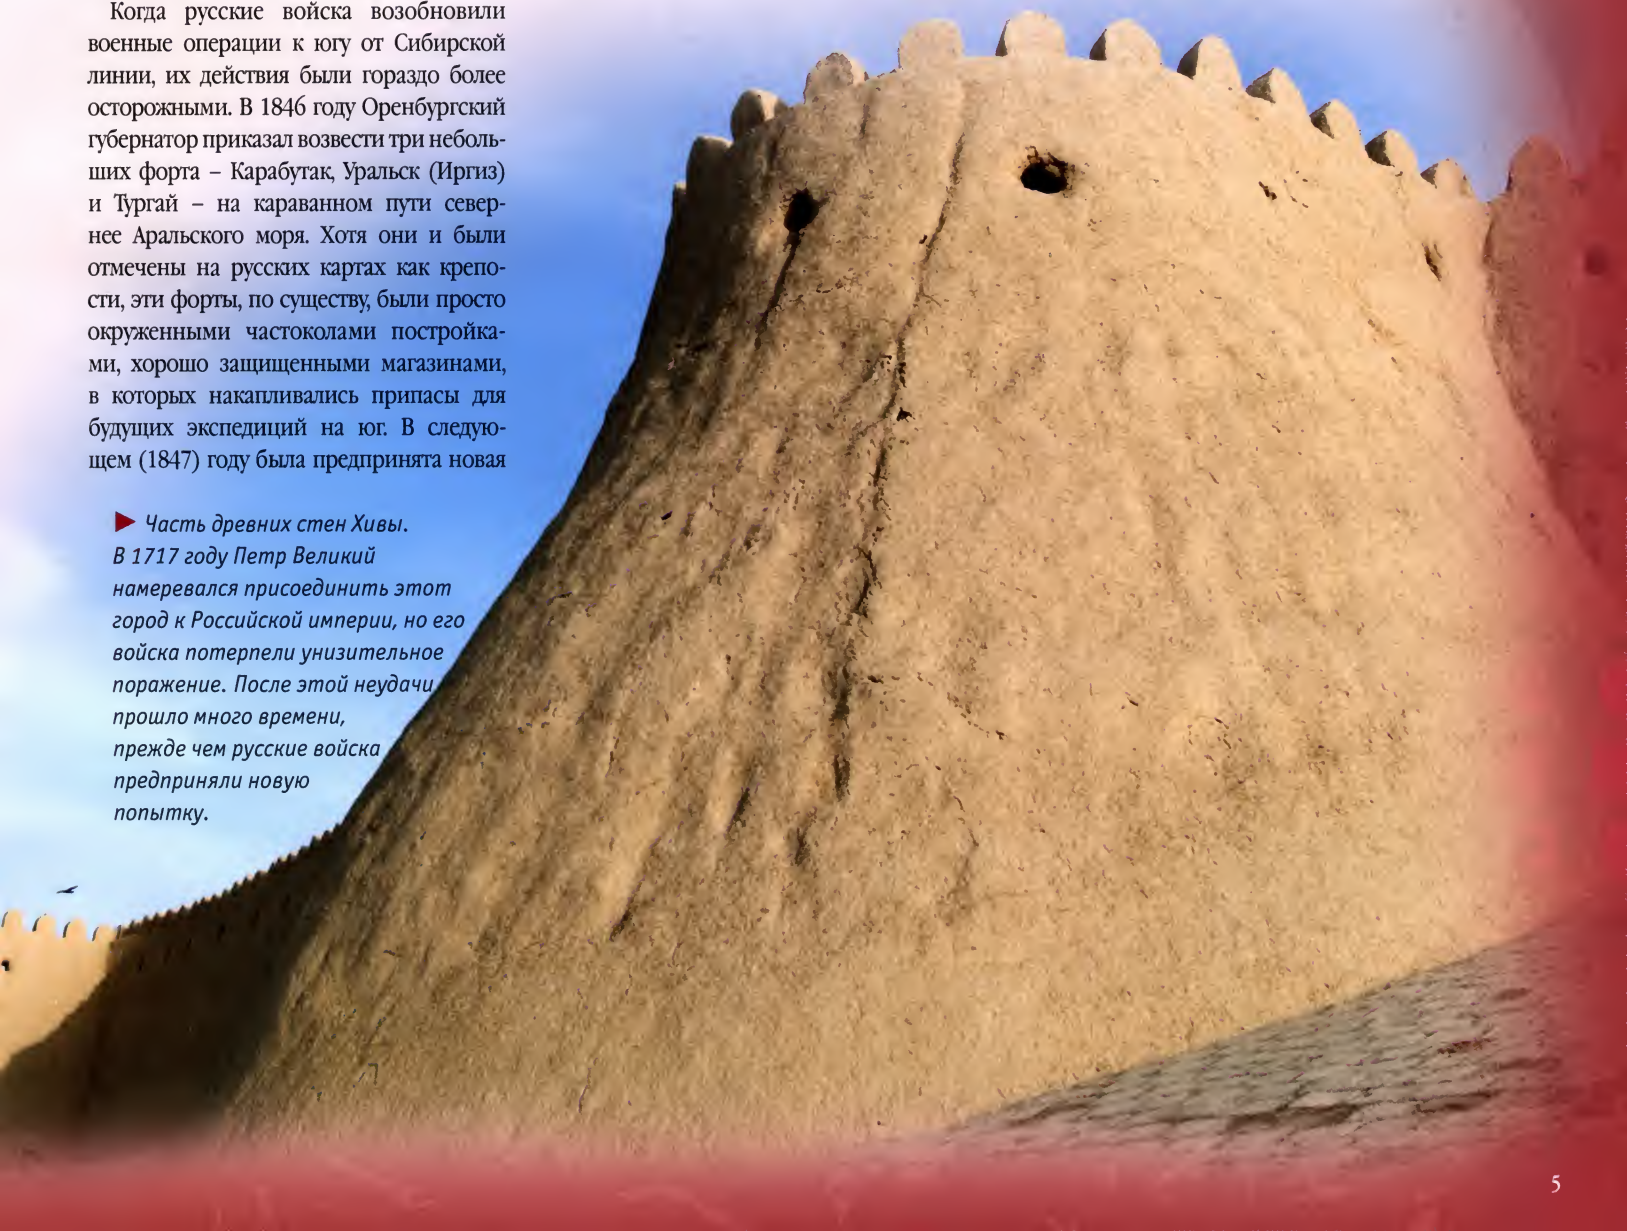 Когда русские войска возобновили
военные операции к югу от Сибирской
линии, их действия были гораздо более
осторожными. В 1846 году Оренбургский
губернатор приказал возвести три неболь-
ших форта – Карабутак, Уральск (Иргиз)
и Тургай – на караванном пути север-
нее Аральского моря. Хотя они и были
отмечены на русских картах как крепо-
сти, эти форты, по существу, были просто
окруженными частоколами постройка-
ми, хорошо защищенными магазинами,
в которых накапливались припасы для
будущих экспедиций на юг. В следую-
щем (1847) году была предпринята новая
► Часть древних стен Хивы.
В 1717 году Петр Великий
намеревался присоединить этот
город к Российской империи, но его
войска потерпели унизительное
поражение. После этой неудачи
прошло много времени,
прежде чем русские войска
предприняли новую
попытку.
5